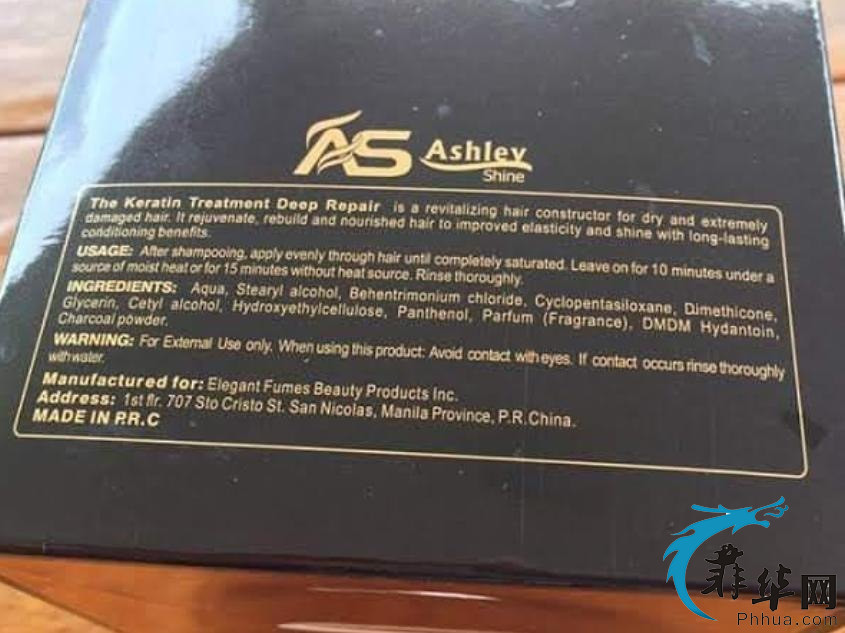 AS Ashley
Shine
The Keratin Treatment Deep Repair is a revitalizing hair constructor for dry and extremely
damaged hair. It rejuvenate, rebuild and nourished hair to improved elasticity and shine with long-lasting
conditioning benefits.
USAGE: After shampooing, apply evenly through hair until completely saturated. Leave on for 10 minutes under a
source of moist heat or for 15 minutes without heat source. Rinse thoroughly.
INGREDIENTS: Aqua, Stearyl alcohol, Behentrimonium chloride, Cyclopentasiloxane, Dimethicone,
Glycerin, Cetyl alcohol, Hydroxyethylcellulose, Panthenol, Parfum (Fragrance), DMDM Hydantoin,
Charcoal powder.
WARNING: For External Use only. When using this product: Avoid contact with eyes. If contact occurs rinse thoroughly
with water.
Manufactured for: Elegant Fumes Beauty Products Inc.
Address: 1st flr. 707 Sto Cristo St. San Nicolas, Manila Province, P.R.China.
MADE IN P.R.C
菲华网
Phhua.com